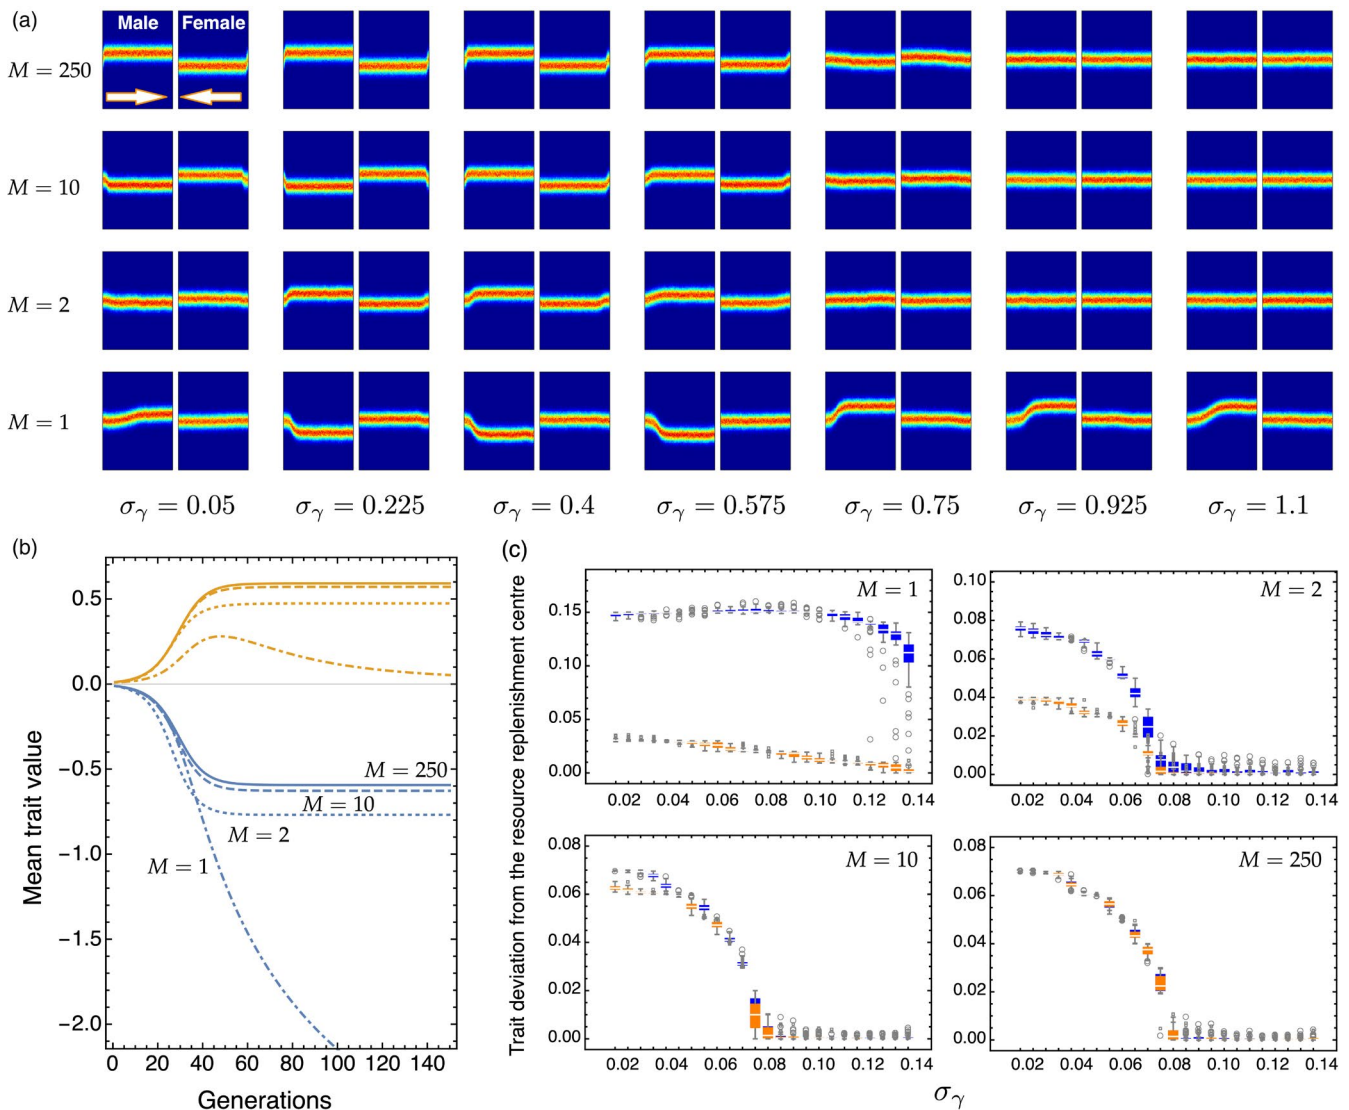 (a)
Male Female
M = 250
M = 10
M = 2
M = 1
σγ = 0.05 σγ = 0.225 σγ = 0.4 σγ = 0.575 σγ = 0.75 σγ = 0.925 σγ = 1.1
(b)
Mean trait value
0.5
0.0
−0.5
−1.0
−1.5
−2.0
M = 250
M = 10
M = 2
M = 1
0 20 40 60 80 100 120 140
Generations
(c)
Trait deviation from the resource replenishment centre
M = 1
0.15
0.10
0.05
0.00
0.02 0.04 0.06 0.08 0.10 0.12 0.14
M = 2
0.10
0.08
0.06
0.04
0.02
0.00
0.02 0.04 0.06 0.08 0.10 0.12 0.14
M = 10
0.08
0.06
0.04
0.02
0.00
0.02 0.04 0.06 0.08 0.10 0.12 0.14
M = 250
0.08
0.06
0.04
0.02
0.00
0.02 0.04 0.06 0.08 0.10 0.12 0.14
σγ